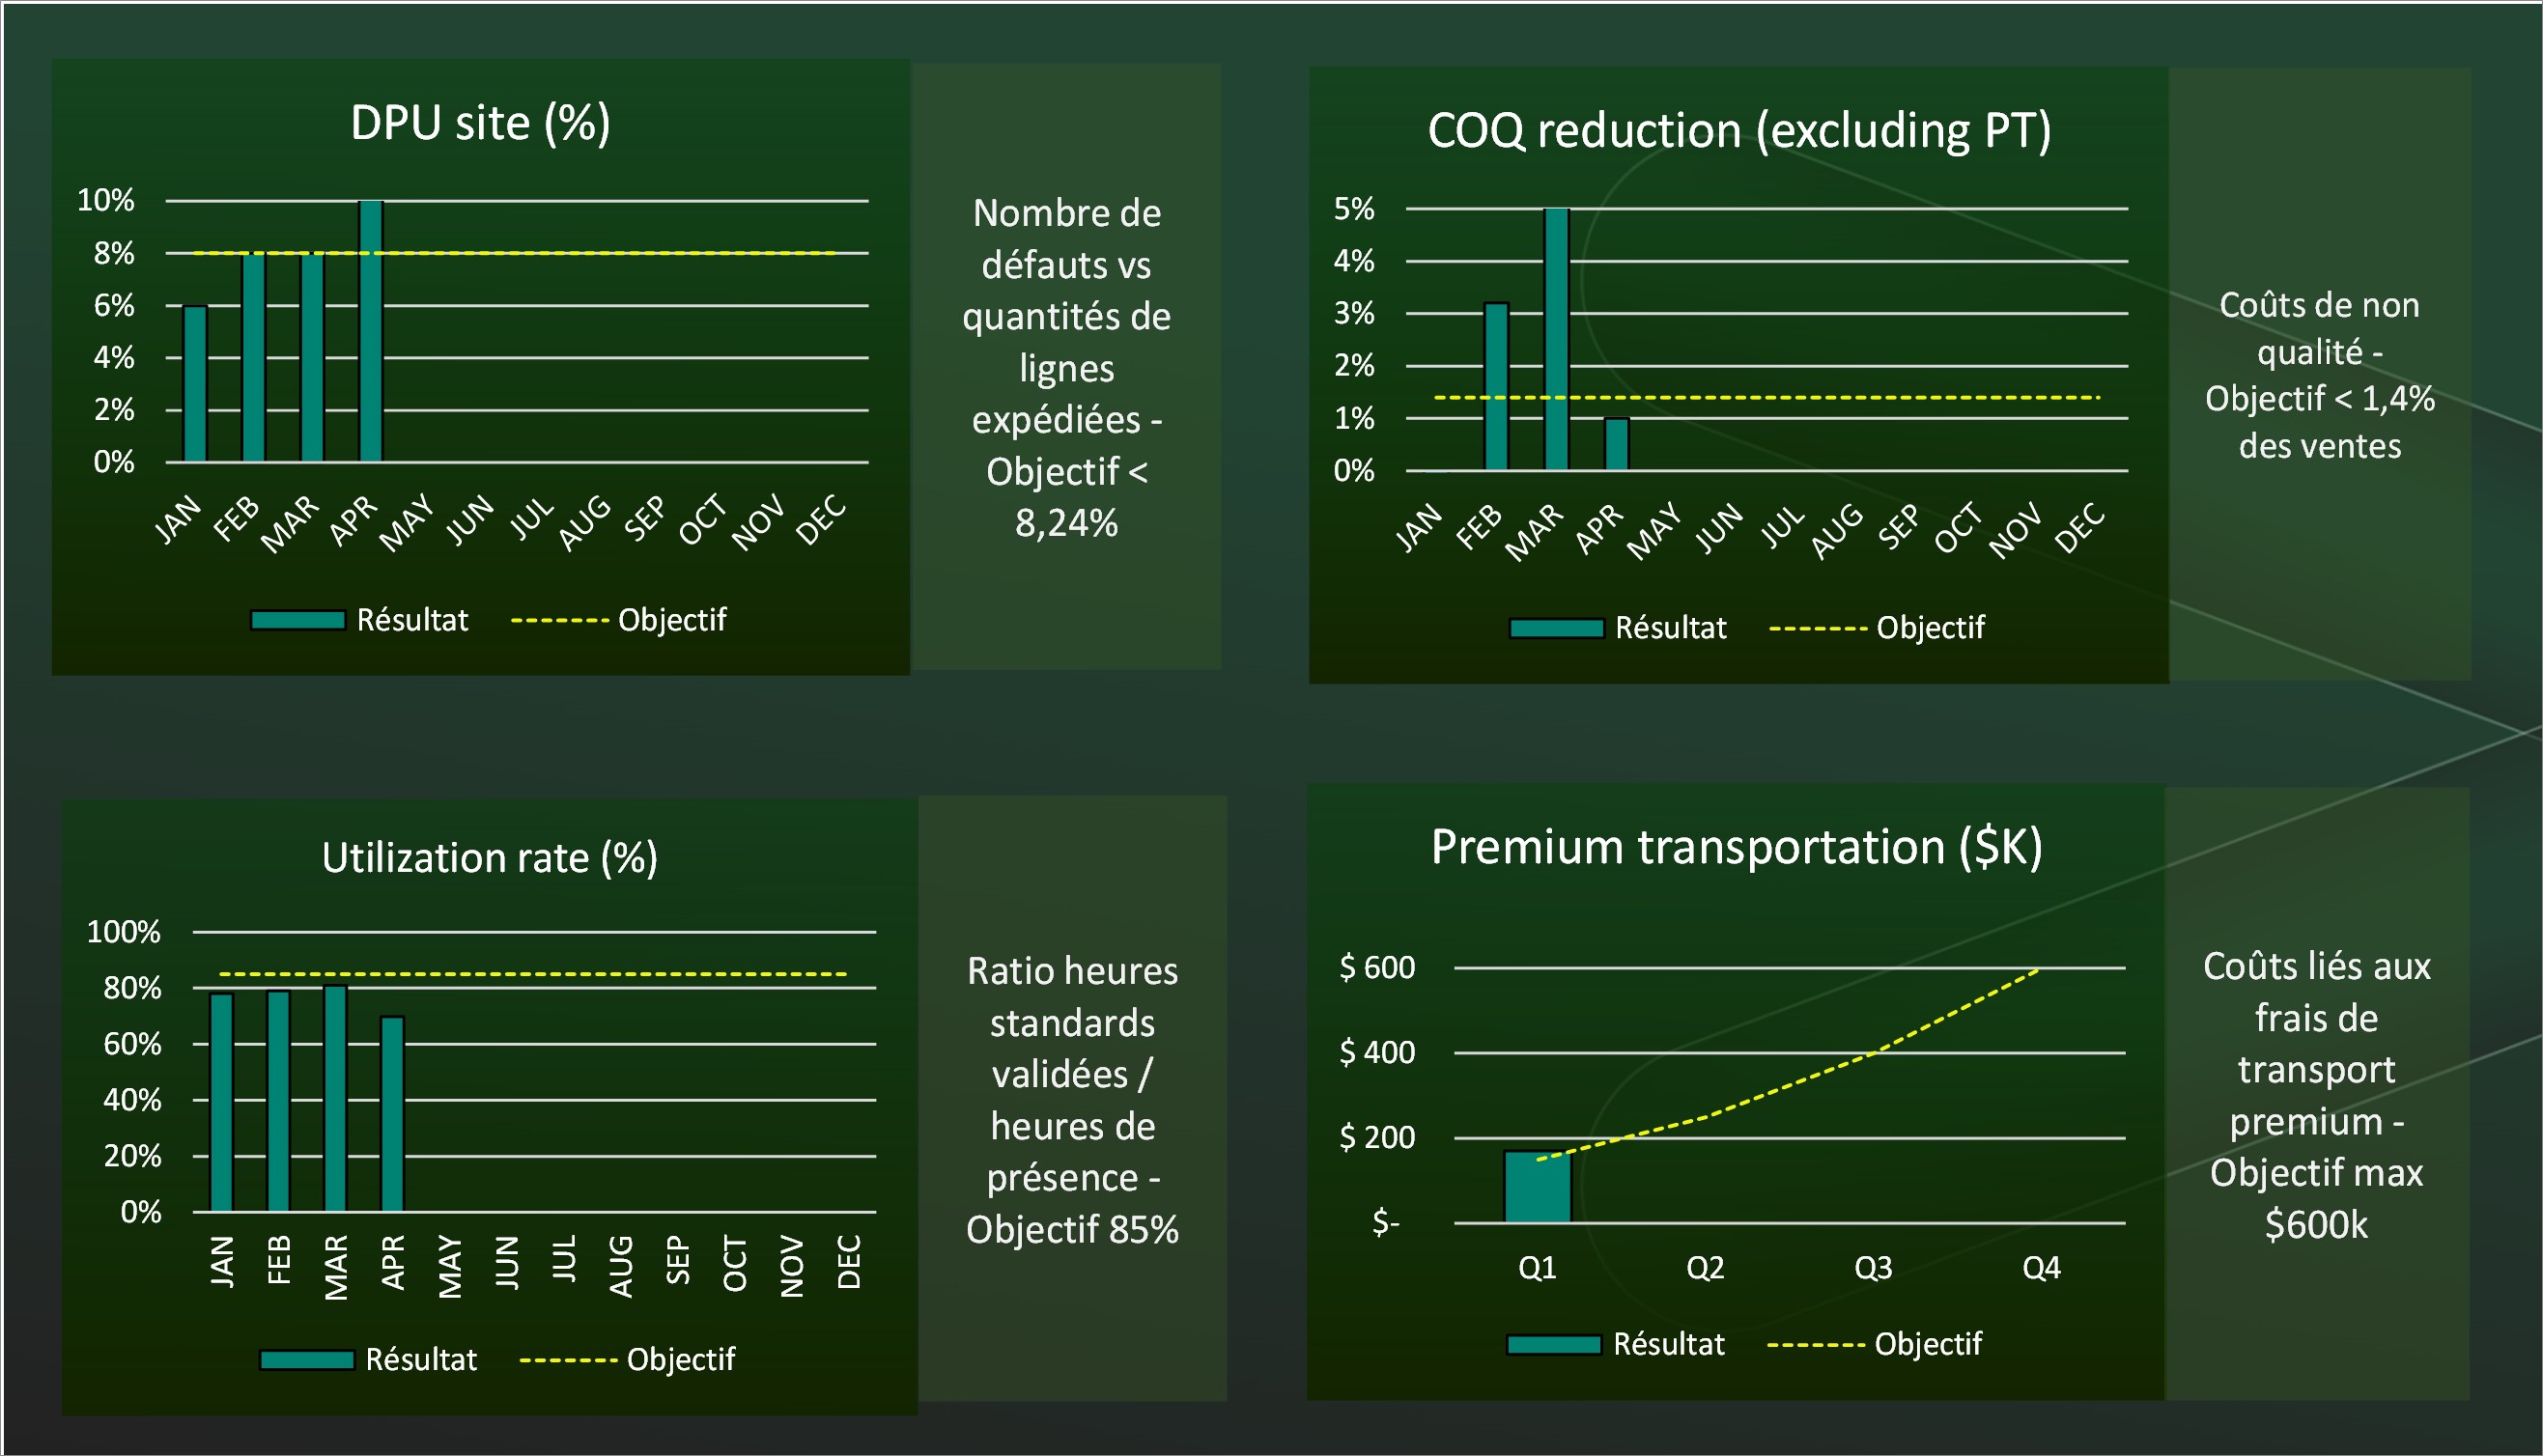 DPU site (%)
10%
8%
6%
4%
2%
0%
JAN FEB MAR APR MAY JUN JUL AUG SEP OCT NOV DEC
Résultat Objectif
Nombre de
défauts vs
quantités de
lignes
expédiées -
Objectif <
8,24%
COQ reduction (excluding PT)
5%
4%
3%
2%
1%
0%
JAN FEB MAR APR MAY JUN JUL AUG SEP OCT NOV DEC
Résultat Objectif
Coûts de non
qualité -
Objectif < 1,4%
des ventes
Utilization rate (%)
100%
80%
60%
40%
20%
0%
JAN FEB MAR APR MAY JUN JUL AUG SEP OCT NOV DEC
Résultat Objectif
Ratio heures
standards
validées /
heures de
présence -
Objectif 85%
Premium transportation ($K)
$ 600
$ 400
$ 200
$-
Q1 Q2 Q3 Q4
Résultat Objectif
Coûts liés aux
frais de
transport
premium -
Objectif max
$600k